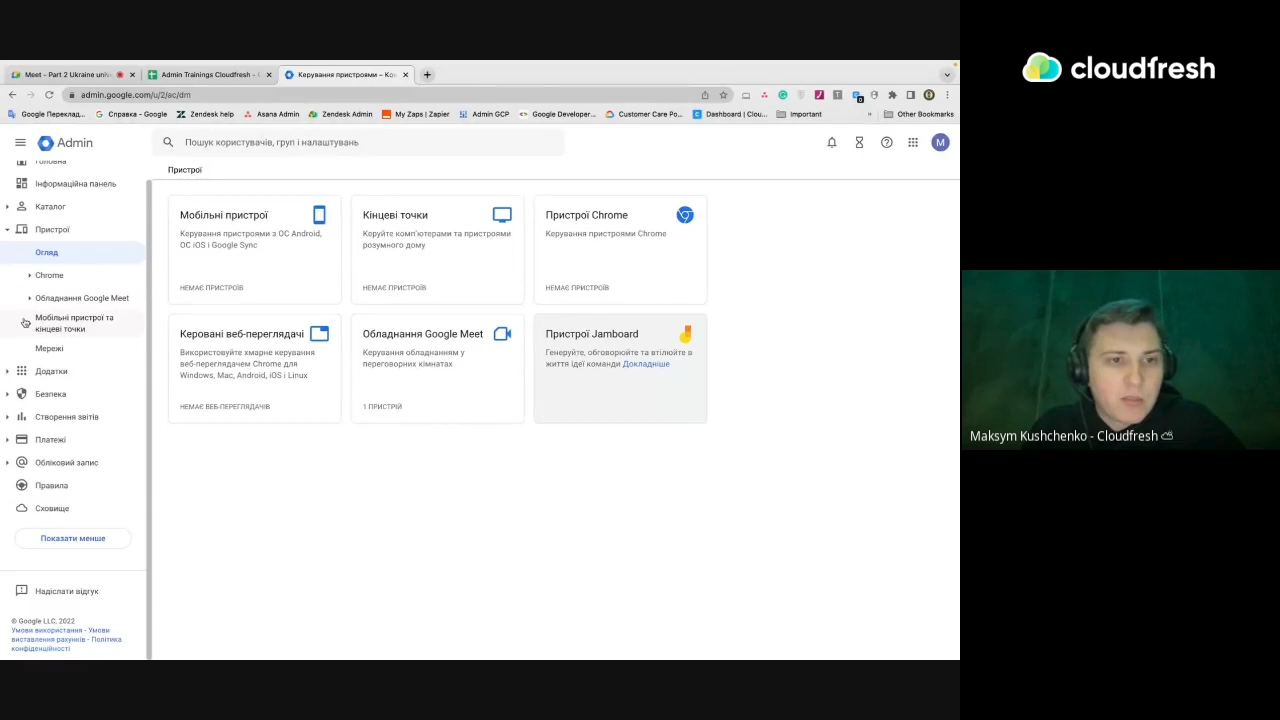 Meet – Part 2 Ukraine univ
Admin Trainings Cloudfresh –
Керування пристроями – Ко
admin.google.com/u/2/ac/dm
Google Переклад...
Справка – Google
Zendesk help
Asana Admin
Zendesk Admin
My Zaps | Zapier
Admin GCP
Google Developer...
Customer Care Po...
Dashboard | Clou...
Important
»
Other Bookmarks
Admin
Пошук користувачів, груп і налаштувань
M
Головна
Інформаційна панель
Каталог
Пристрої
Огляд
Chrome
Обладнання Google Meet
Мобільні пристрої та
кінцеві точки
Мережі
Додатки
Безпека
Створення звітів
Платежі
Обліковий запис
Правила
Сховище
Показати менше
Надіслати відгук
© Google LLC, 2022
Умови використання - Умови
виставлення рахунків - Політика
конфіденційності
Пристрої
Мобільні пристрої
Керування пристроями з ОС Android,
ОС iOS і Google Sync
НЕМАЄ ПРИСТРОЇВ
Кінцеві точки
Керуйте комп'ютерами та пристроями
розумного дому
НЕМАЄ ПРИСТРОЇВ
Пристрої Chrome
Керування пристроями Chrome
НЕМАЄ ПРИСТРОЇВ
Керовані веб-переглядачі
Використовуйте хмарне керування
веб-переглядачем Chrome для
Windows, Mac, Android, iOS і Linux
НЕМАЄ ВЕБ-ПЕРЕГЛЯДАЧІВ
Обладнання Google Meet
Керування обладнанням у
переговорних кімнатах
1 ПРИСТРІЙ
Пристрої Jamboard
Генеруйте, обговорюйте та втілюйте в
життя ідеї команди Докладніше
cloudfresh
Maksym Kushchenko - Cloudfresh